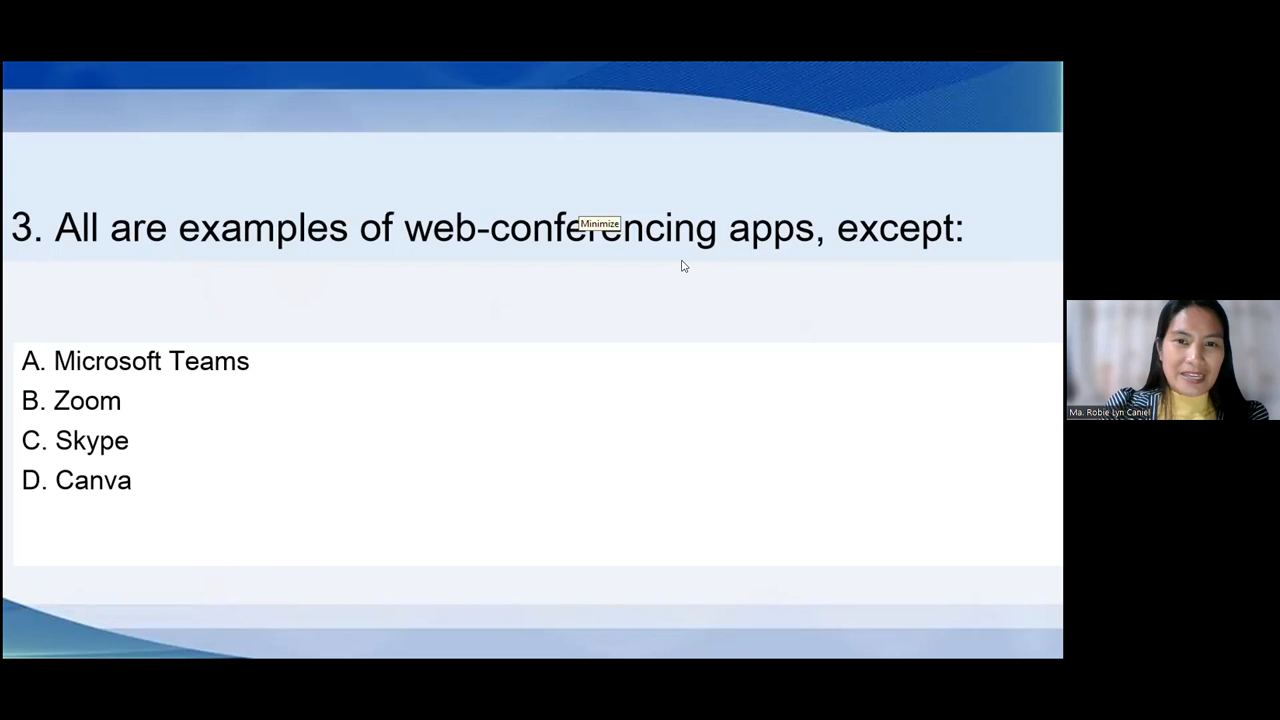 3. All are examples of web-conferencing apps, except:
Minimize
A. Microsoft Teams
B. Zoom
C. Skype
D. Canva
Ma. Robie Lyn Caniel